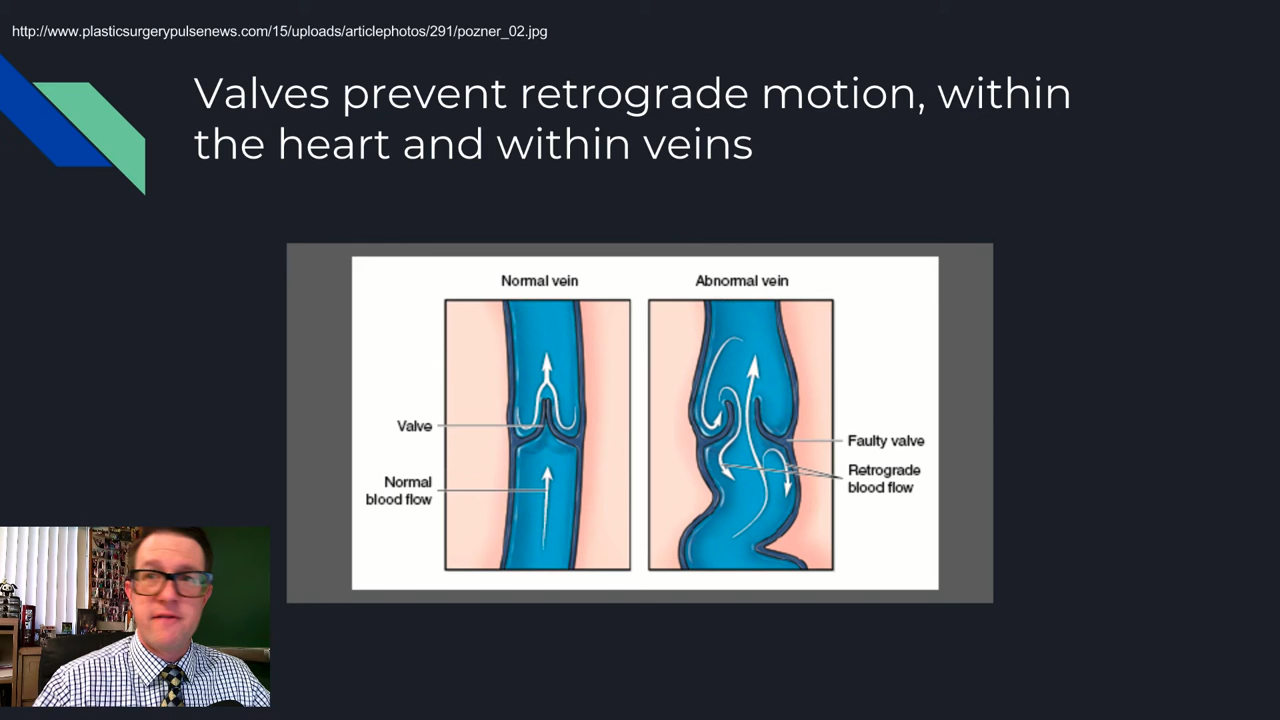 http://www.plasticsurgerypulsenews.com/15/uploads/articlephotos/291/pozner_02.jpg
Valves prevent retrograde motion, within
the heart and within veins
Normal vein
Abnormal vein
Valve
Normal
blood flow
Faulty valve
Retrograde
blood flow